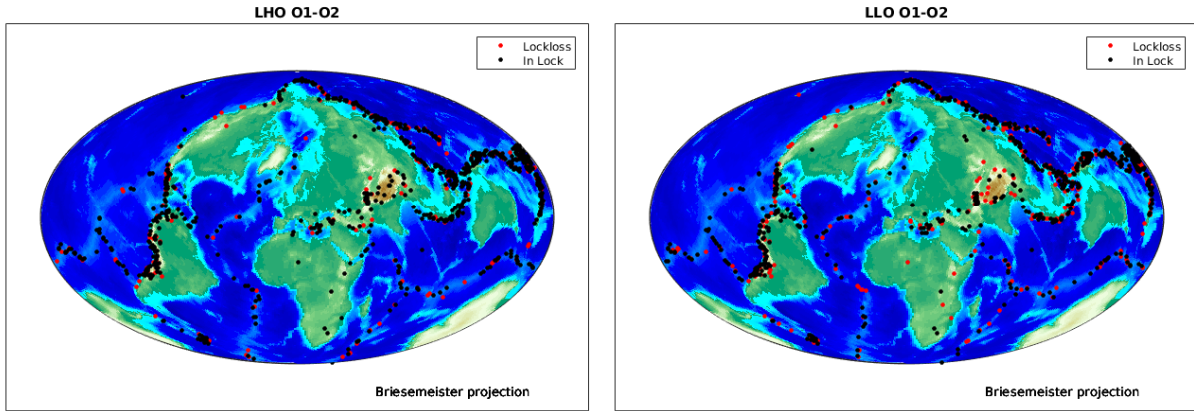 LHO O1-O2
Lockloss
In Lock
Briesemeister projection
LLO O1-O2
Lockloss
In Lock
Briesemeister projection